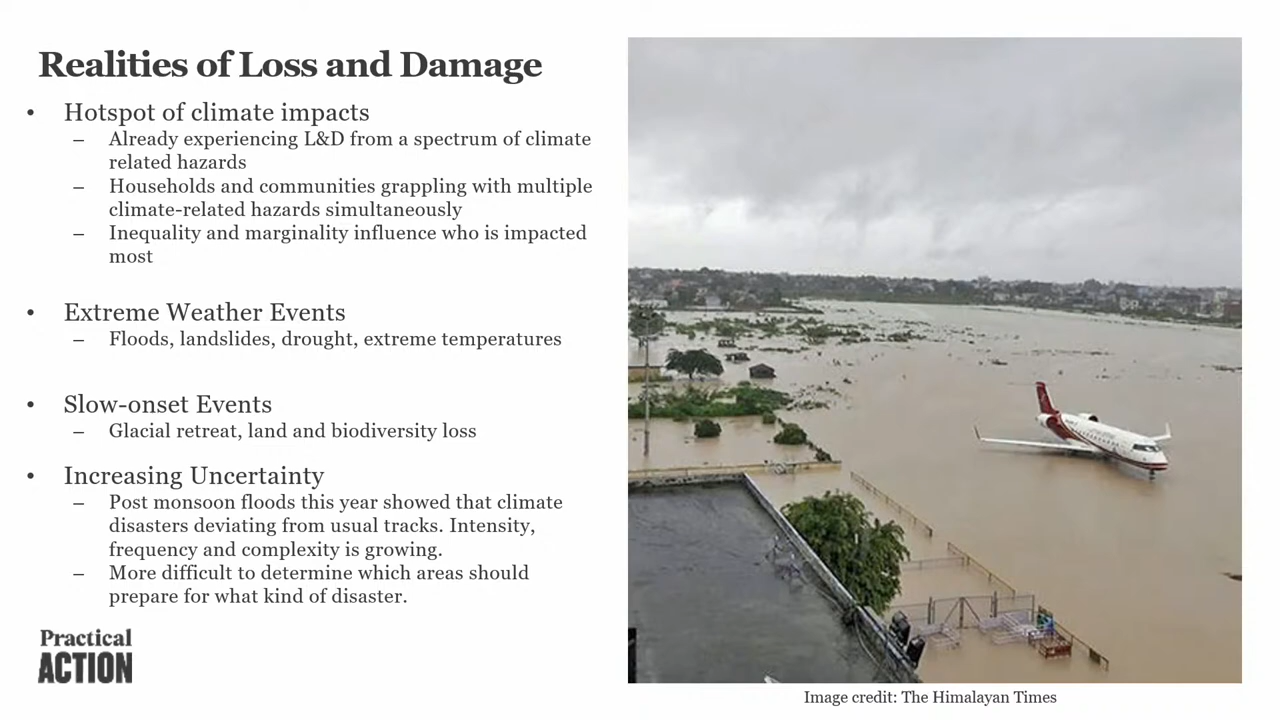 Realities of Loss and Damage
• Hotspot of climate impacts
– Already experiencing L&D from a spectrum of climate
related hazards
– Households and communities grappling with multiple
climate-related hazards simultaneously
– Inequality and marginality influence who is impacted
most
• Extreme Weather Events
– Floods, landslides, drought, extreme temperatures
• Slow-onset Events
– Glacial retreat, land and biodiversity loss
• Increasing Uncertainty
– Post monsoon floods this year showed that climate
disasters deviating from usual tracks. Intensity,
frequency and complexity is growing.
– More difficult to determine which areas should
prepare for what kind of disaster.
Practical
ACTION
Image credit: The Himalayan Times